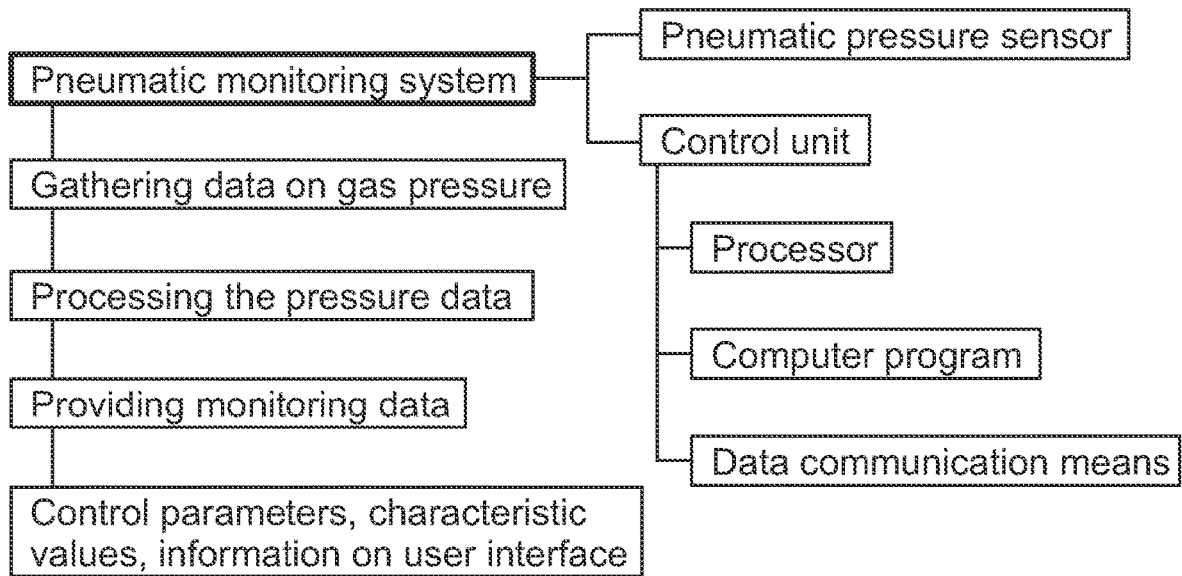 Pneumatic monitoring system
Gathering data on gas pressure
Processing the pressure data
Providing monitoring data
Control parameters, characteristic
values, information on user interface
Pneumatic pressure sensor
Control unit
Processor
Computer program
Data communication means